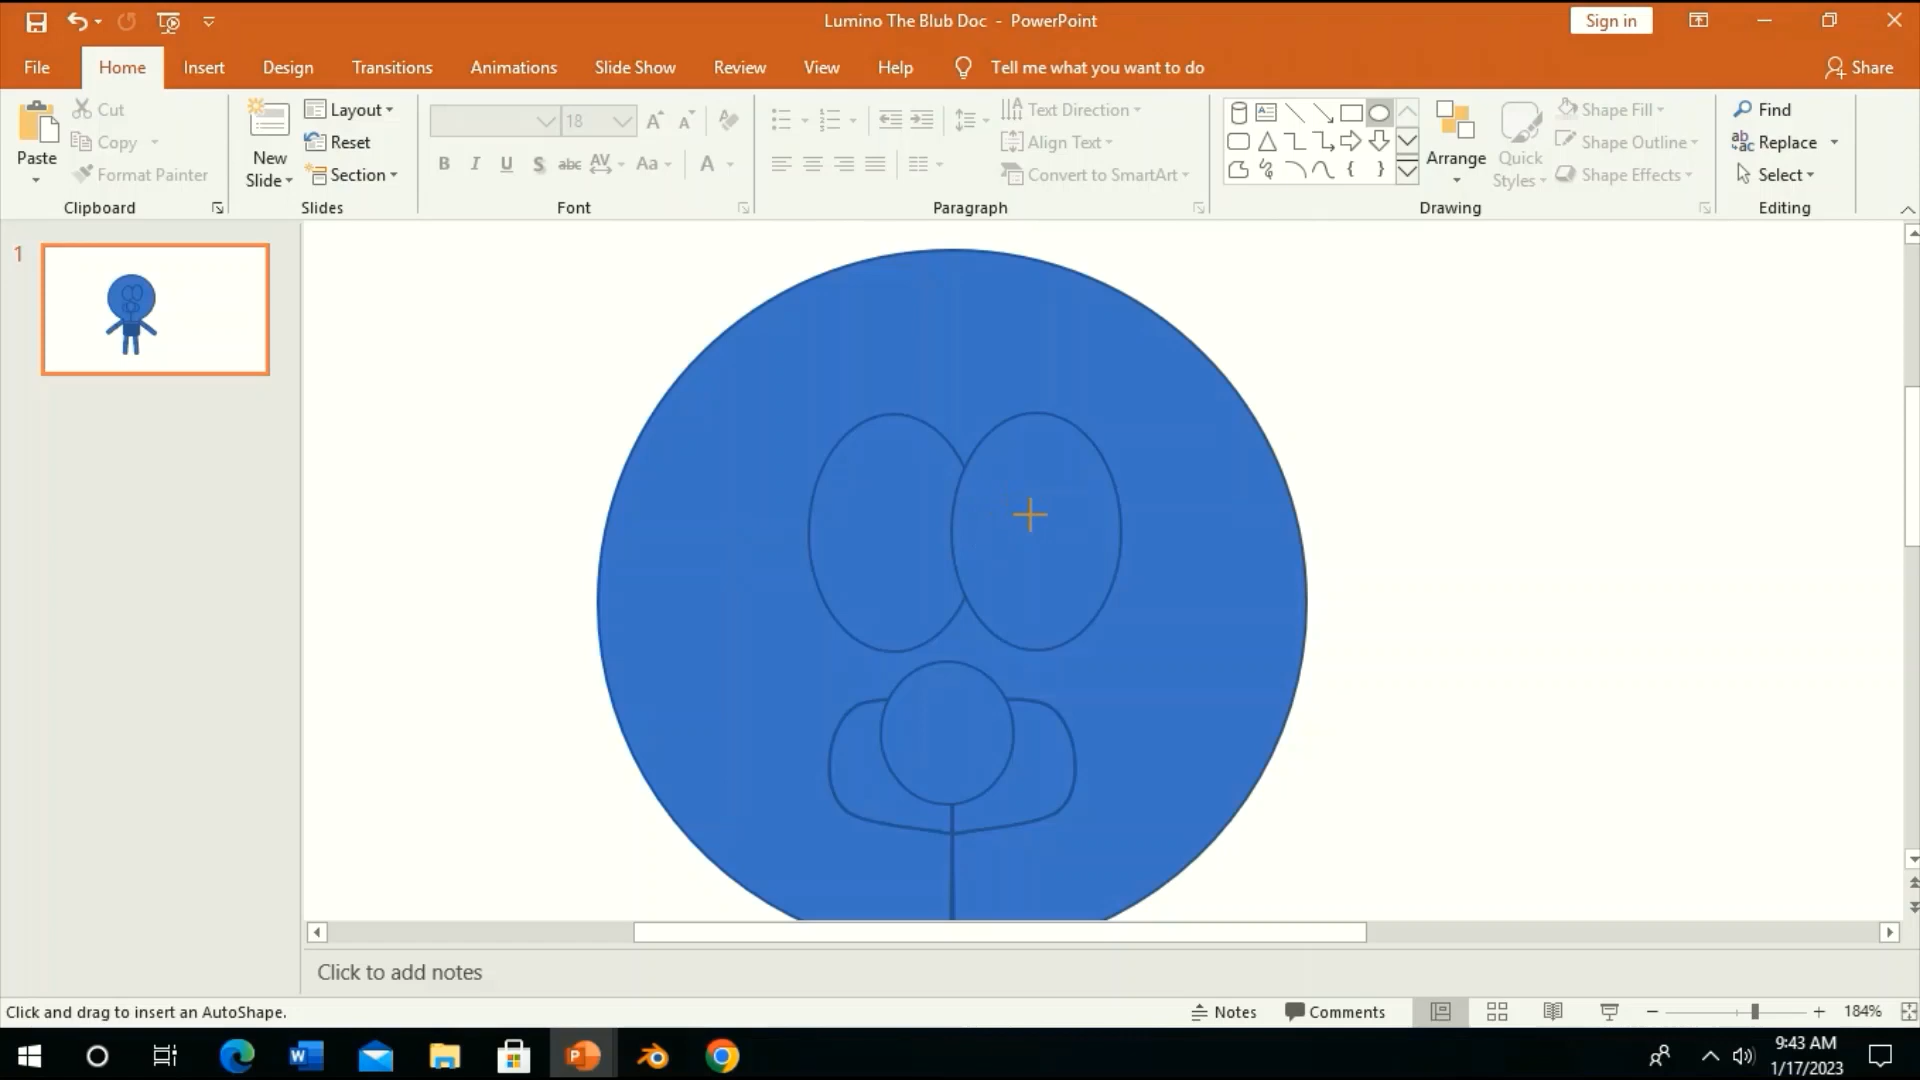 Lumino The Blub Doc - PowerPoint
Sign in
File
Home
Insert
Design
Transitions
Animations
Slide Show
Review
View
Help
Tell me what you want to do
Share
Paste
Cut
Copy
Format Painter
Clipboard
New
Slide
Layout
Reset
Section
Slides
18
A A
B I U S abc AV Aa A
Font
Text Direction
Align Text
Convert to SmartArt
Paragraph
Arrange
Quick
Styles
Shape Fill
Shape Outline
Shape Effects
Drawing
Find
Replace
Select
Editing
1
Click to add notes
Click and drag to insert an AutoShape.
Notes
Comments
184%
9:43 AM
1/17/2023